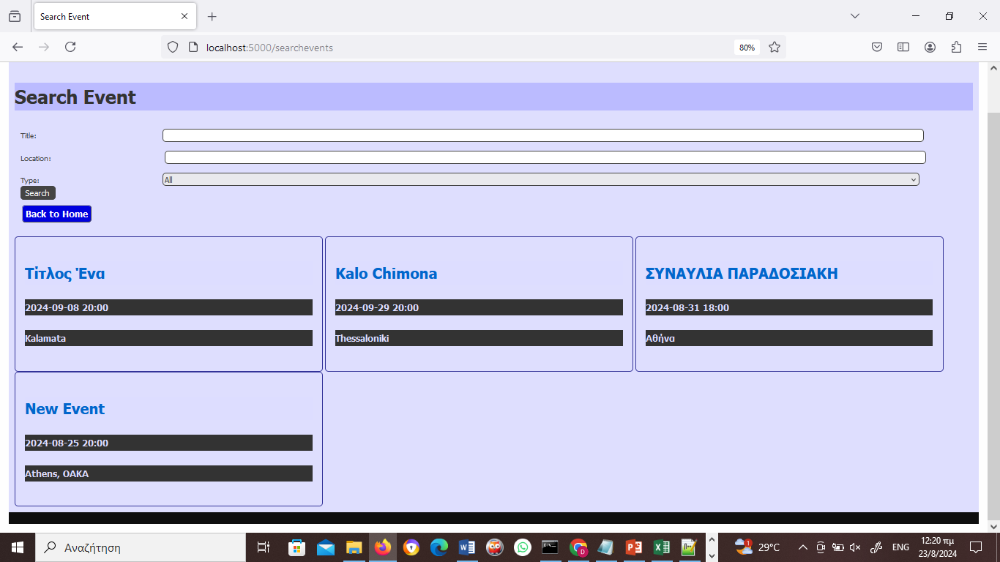 Search Event
localhost:5000/searchevents
80%
Search Event
Title:
Location:
Type:
All
Search
Back to Home
Τίτλος Ένα
2024-09-08 20:00
Kalamata
Kalo Chimona
2024-09-29 20:00
Thessaloniki
ΣΥΝΑΥΛΙΑ ΠΑΡΑΔΟΣΙΑΚΗ
2024-08-31 18:00
Αθήνα
New Event
2024-08-25 20:00
Athens, OAKA
Αναζήτηση
1
29°C
ENG
12:20 πμ
23/8/2024